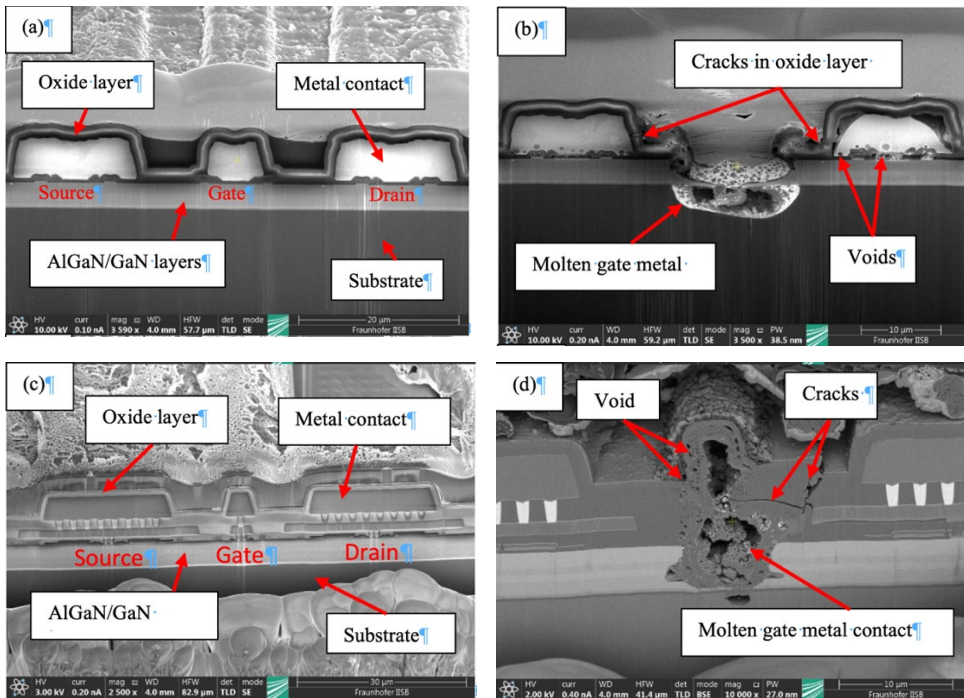 (a)¶
Oxide·layer¶
Metal·contact¶
Source¶
Gate¶
Drain¶
AlGaN/GaN·layers¶
Substrate¶
HV curr mag WD HFW det mode
10.00 kV 0.10 nA 3 590 x 4.0 mm 57.7 µm TLD SE
20 µm
Fraunhofer IISB
(b)¶
Cracks·in·oxide·layer
Molten·gate·metal
Voids¶
HV curr WD mag det mode PW
10.00 kV 0.20 nA 4.0 mm 3 500 x TLD SE 38.5 nm
10 µm
Fraunhofer IISB
(c)¶
Oxide·layer¶
Metal·contact¶
Source¶
Gate¶
Drain¶
AlGaN/GaN·
Substrate¶
HV curr mag WD HFW det mode
3.00 kV 0.20 nA 2 500 x 4.0 mm 82.9 µm TLD SE
30 µm
Fraunhofer IISB
(d)¶
Void¶
Cracks·¶
Molten·gate·metal·contact¶
HV curr HFW det mode mag WD PW
2.00 kV 0.40 nA 41.4 µm TLD BSE 10 000 x 4.0 mm 27.0 nm
10 µm
Fraunhofer IISB